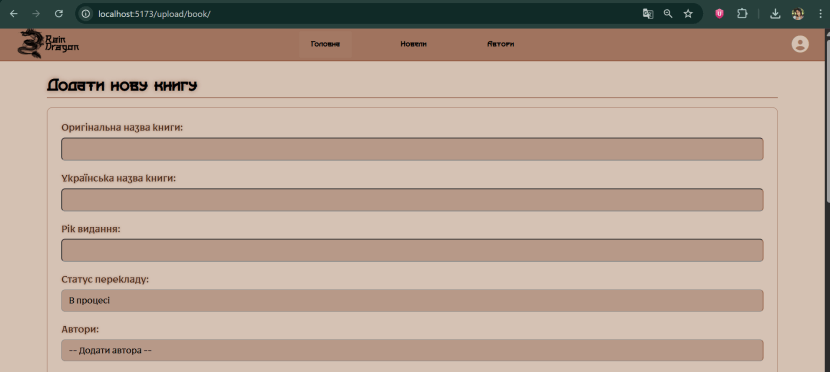 localhost:5173/upload/book/
Rain
Dragon
Головна Новели Автори
Додати нову книгу
Оригінальна назва книги:
Українська назва книги:
Рік видання:
Статус перекладу:
В процесі
Автори:
-- Додати автора --